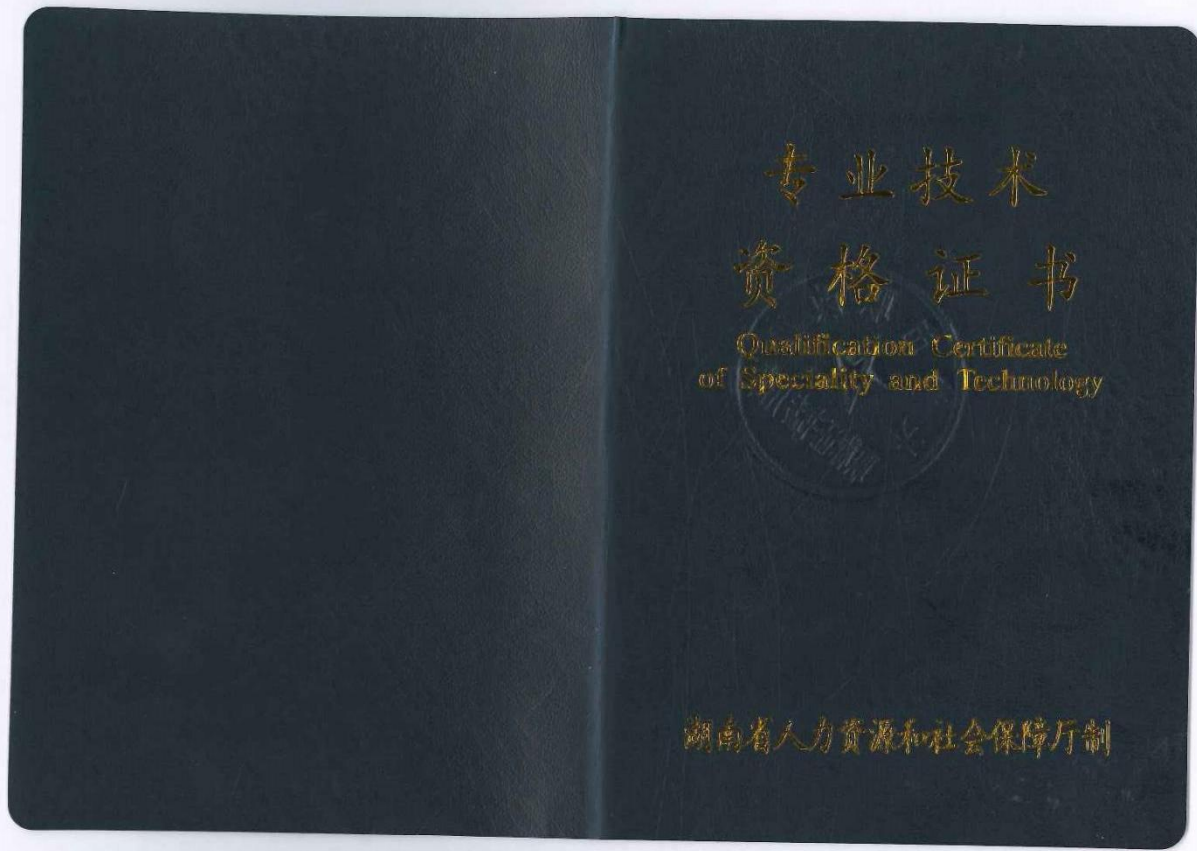 专业技术
资格证书
Qualification Certificate
of Speciality and Technology
湖南省人力资源和社会保障厅制